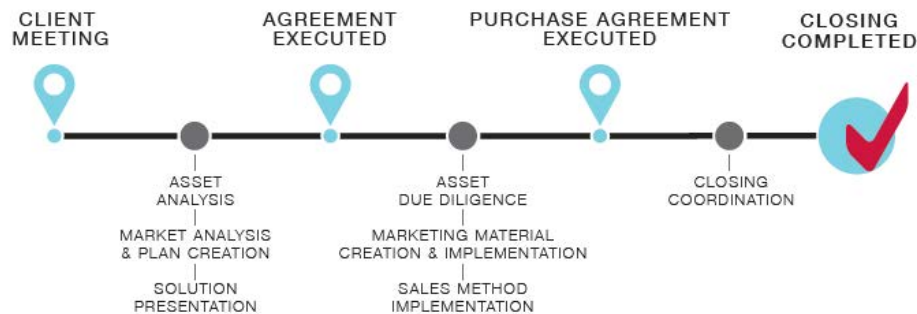 CLIENT
MEETING
AGREEMENT
EXECUTED
PURCHASE AGREEMENT
EXECUTED
CLOSING
COMPLETED
ASSET
ANALYSIS
MARKET ANALYSIS
& PLAN CREATION
SOLUTION
PRESENTATION
ASSET
DUE DILIGENCE
MARKETING MATERIAL
CREATION & IMPLEMENTATION
SALES METHOD
IMPLEMENTATION
CLOSING
COORDINATION